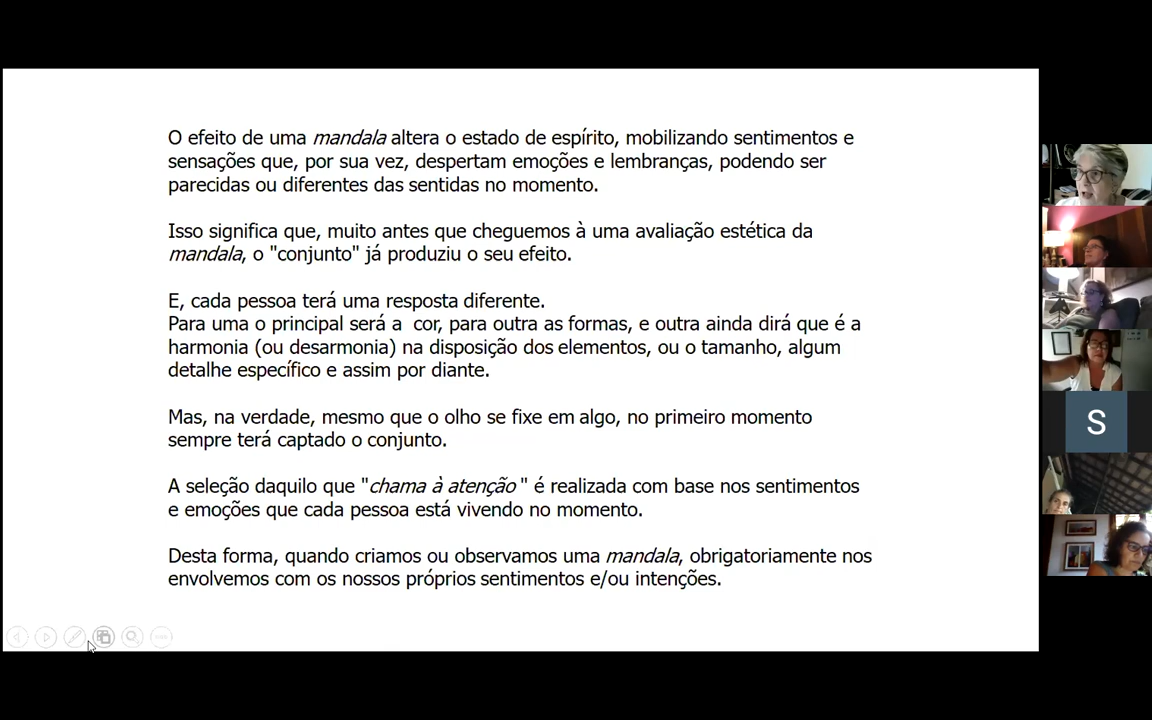 O efeito de uma mandala altera o estado de espírito, mobilizando sentimentos e
sensações que, por sua vez, despertam emoções e lembranças, podendo ser
parecidas ou diferentes das sentidas no momento.
Isso significa que, muito antes que cheguemos à uma avaliação estética da
mandala, o "conjunto" já produziu o seu efeito.
E, cada pessoa terá uma resposta diferente.
Para uma o principal será a cor, para outra as formas, e outra ainda dirá que é a
harmonia (ou desarmonia) na disposição dos elementos, ou o tamanho, algum
detalhe específico e assim por diante.
Mas, na verdade, mesmo que o olho se fixe em algo, no primeiro momento
sempre terá captado o conjunto.
A seleção daquilo que "chama à atenção " é realizada com base nos sentimentos
e emoções que cada pessoa está vivendo no momento.
Desta forma, quando criamos ou observamos uma mandala, obrigatoriamente nos
envolvemos com os nossos próprios sentimentos e/ou intenções.
S